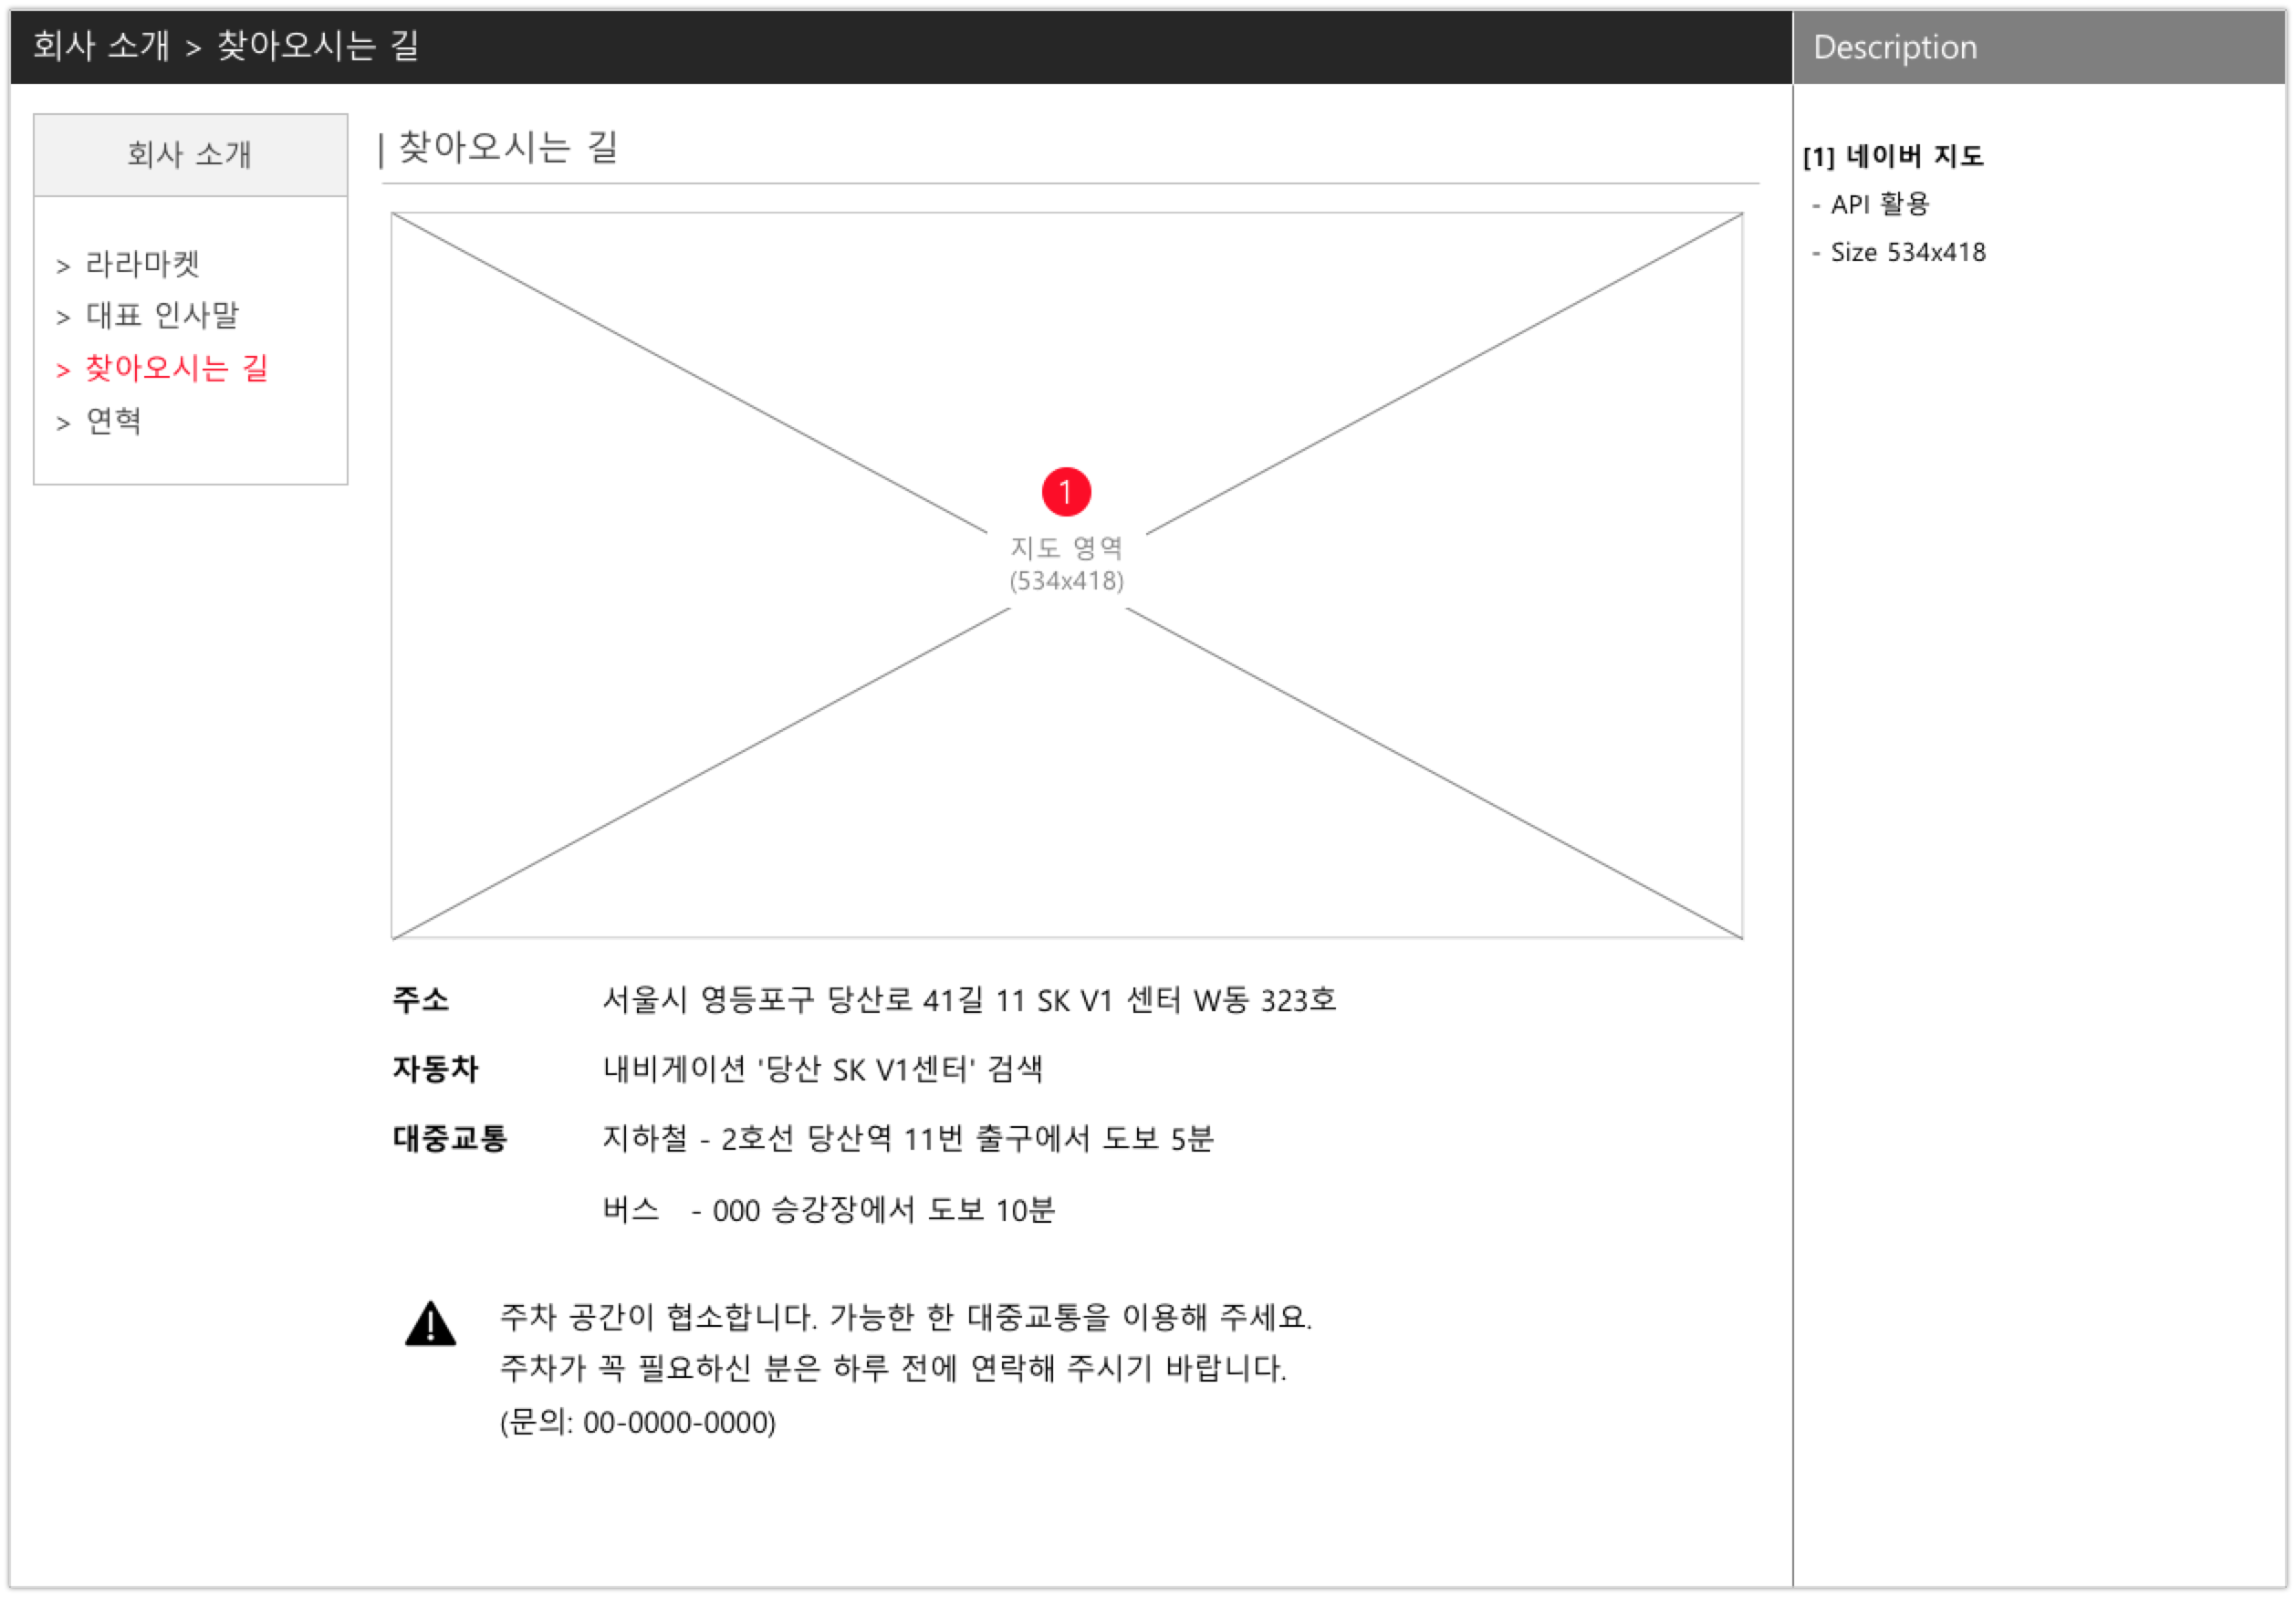 회사 소개 > 찾아오시는 길
Description
회사 소개
> 라라마켓
> 대표 인사말
> 찾아오시는 길
> 연혁
| 찾아오시는 길
1
지도 영역
(534x418)
주소 서울시 영등포구 당산로 41길 11 SK V1 센터 W동 323호
자동차 내비게이션 '당산 SK V1센터' 검색
대중교통 지하철 - 2호선 당산역 11번 출구에서 도보 5분
버스 - 000 승강장에서 도보 10분
주차 공간이 협소합니다. 가능한 한 대중교통을 이용해 주세요.
주차가 꼭 필요하신 분은 하루 전에 연락해 주시기 바랍니다.
(문의: 00-0000-0000)
[1] 네이버 지도
- API 활용
- Size 534x418